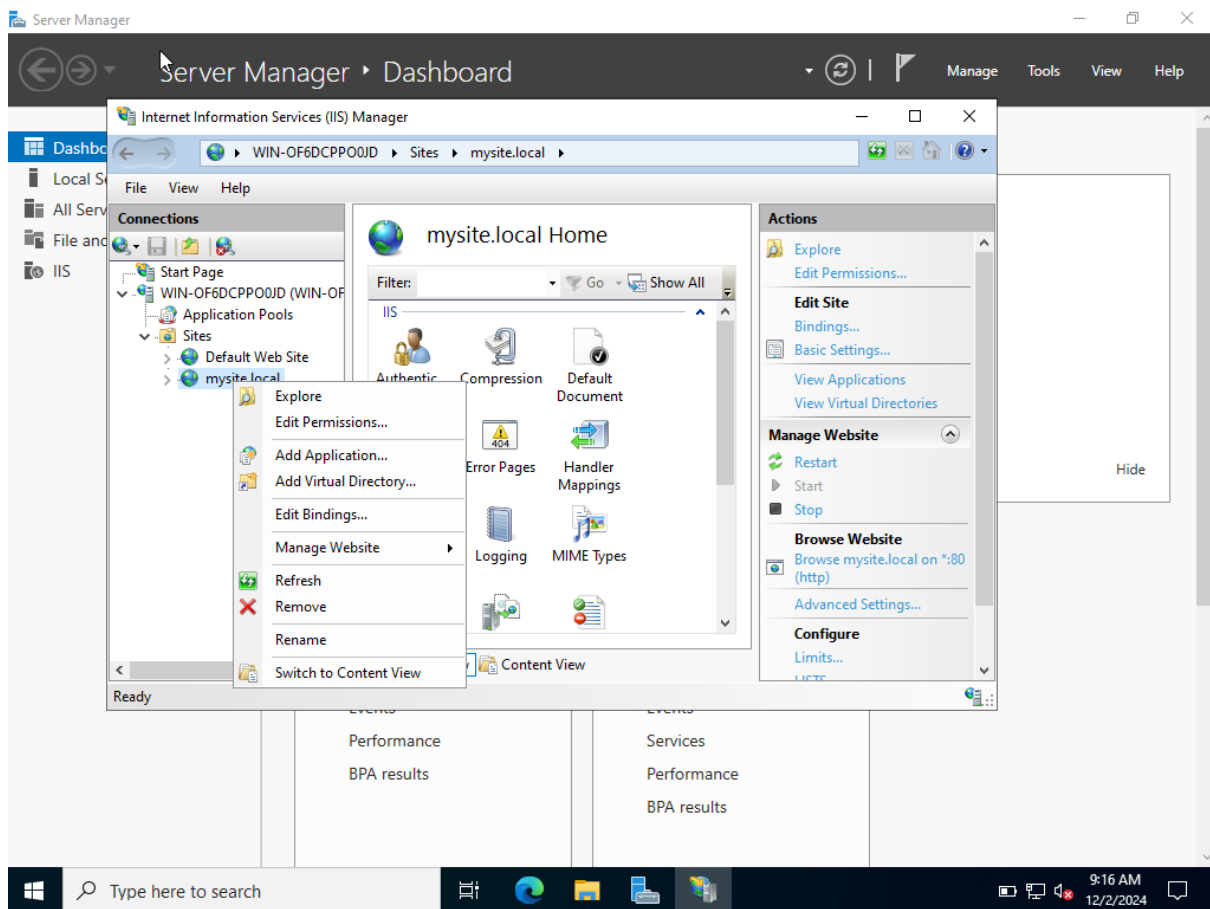 Server Manager
Server Manager • Dashboard
Manage Tools View Help
Internet Information Services (IIS) Manager
WIN-OF6DCPPO0JD Sites mysite.local
File View Help
Dashbc
Local Se
All Serv
File and
IIS
Connections
Start Page
WIN-OF6DCPPO0JD (WIN-OF
Application Pools
Sites
Default Web Site
mysite.local
Explore
Edit Permissions...
Add Application...
Add Virtual Directory...
Edit Bindings...
Manage Website
Refresh
Remove
Rename
Switch to Content View
mysite.local Home
Filter: Go Show All
IIS
Authentic Compression Default Document
404
Error Pages Handler Mappings
Logging MIME Types
Content View
Actions
Explore
Edit Permissions...
Edit Site
Bindings...
Basic Settings...
View Applications
View Virtual Directories
Manage Website
Restart
Start
Stop
Browse Website
Browse mysite.local on *:80
(http)
Advanced Settings...
Configure
Limits...
Ready
Hide
Performance
BPA results
Events
Services
Performance
BPA results
Type here to search
9:16 AM
12/2/2024